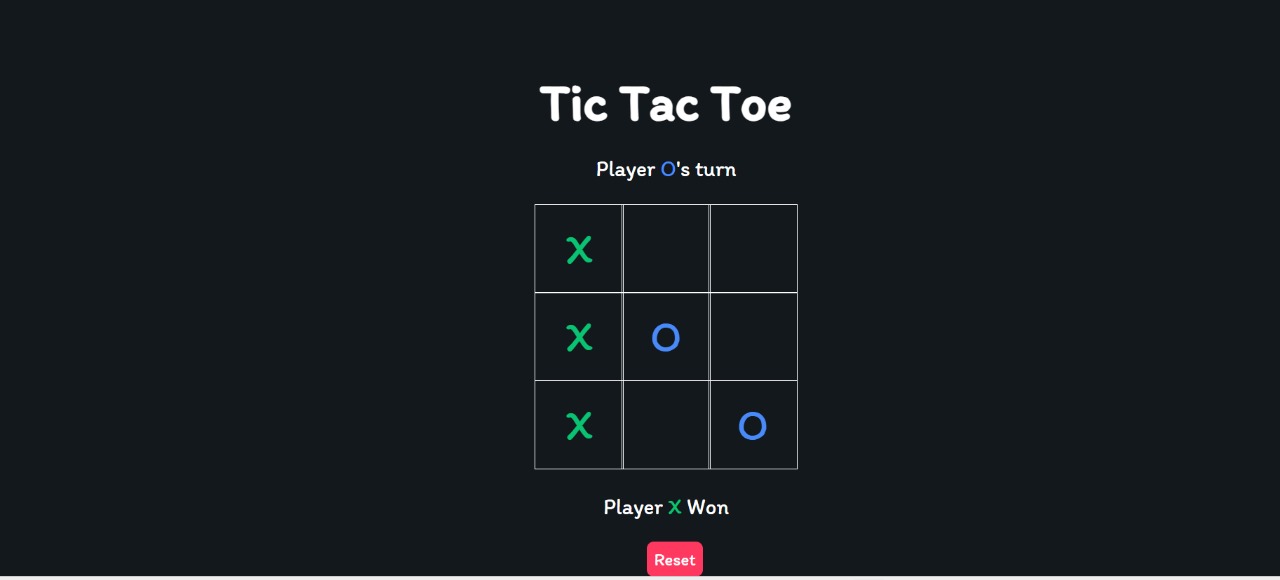 Tic Tac Toe
Player O's turn
X
X O
X O
Player X Won
Reset